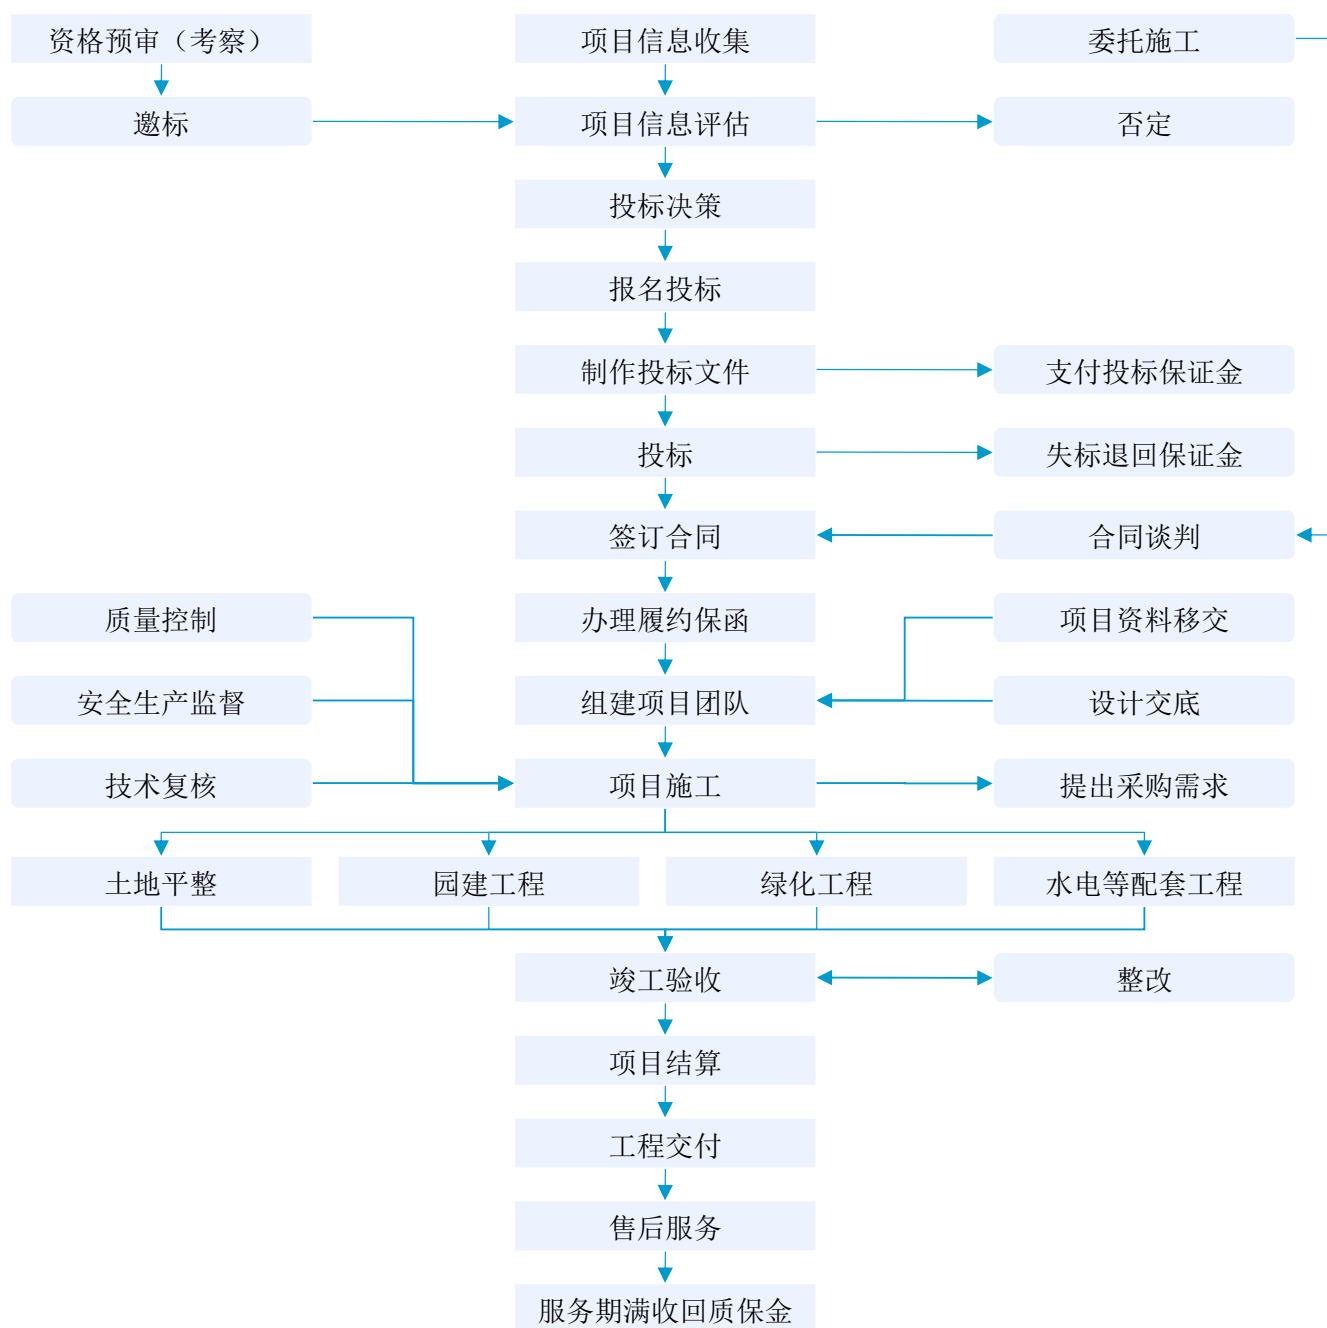 资格预审（考察）
项目信息收集
委托施工
邀标
项目信息评估
否定
投标决策
报名投标
制作投标文件
支付投标保证金
投标
失标退回保证金
签订合同
合同谈判
质量控制
办理履约保函
项目资料移交
安全生产监督
组建项目团队
设计交底
技术复核
项目施工
提出采购需求
土地平整
园建工程
绿化工程
水电等配套工程
竣工验收
整改
项目结算
工程交付
售后服务
服务期满收回质保金